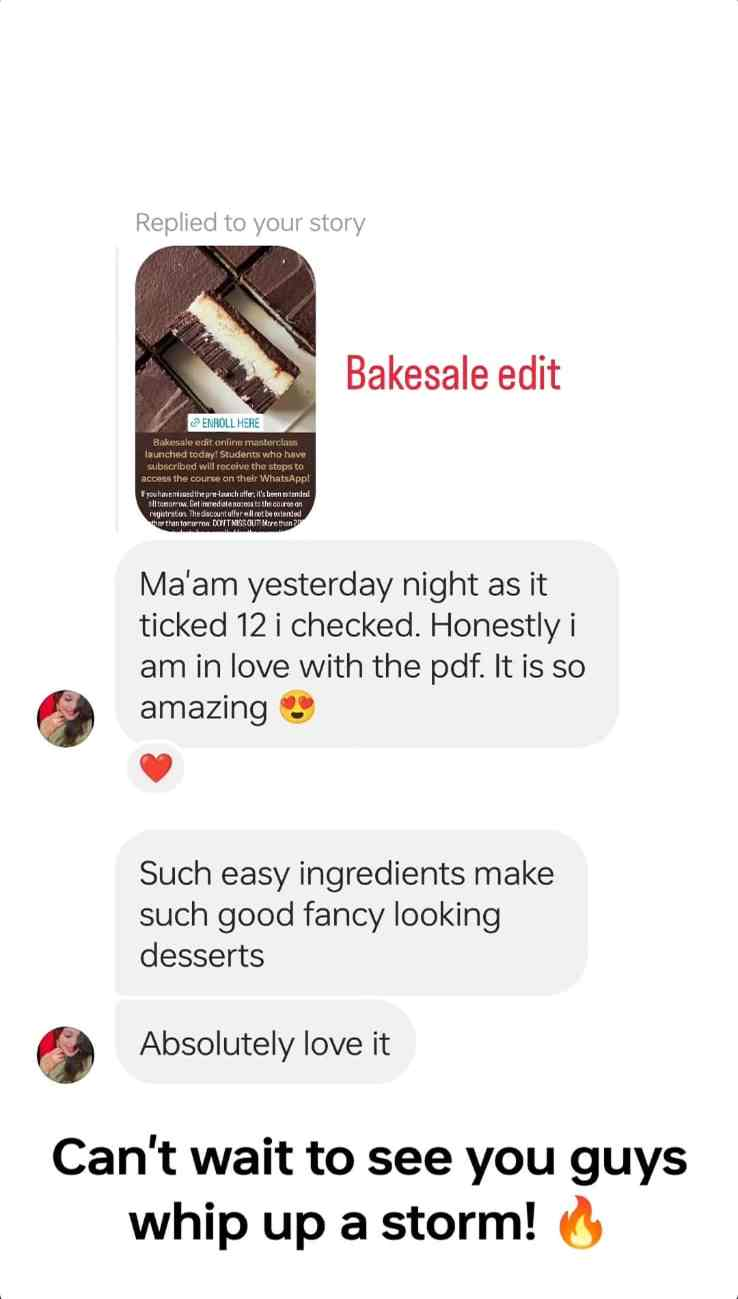 Replied to your story
Bakesale edit
ENROLL HERE
Bakesale edit online masterclass
launched today! Students who have
subscribed will receive the steps to
access the course on their WhatsApp!
If you have missed the pre-launch offer, it's been extended
till tomorrow. Get immediate access to the course on
registration. The discount offer will not be extended
than tomorrow. DON'T MISS OUT! More than
Ma'am yesterday night as it
ticked 12 i checked. Honestly i
am in love with the pdf. It is so
amazing 😍
❤️
Such easy ingredients make
such good fancy looking
desserts
Absolutely love it
Can't wait to see you guys
whip up a storm! 🔥